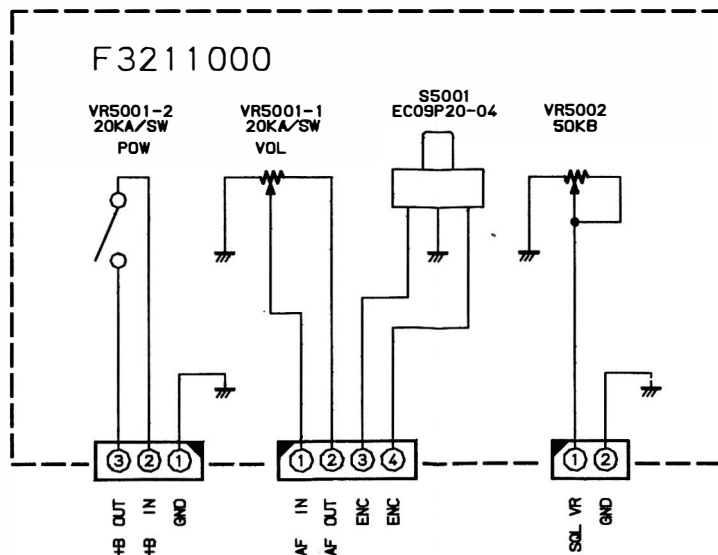 F3211000
VR5001-2
20KA/SW
POW
VR5001-1
20KA/SW
VOL
S5001
EC09P20-04
VR5002
50KB
3 2 1
1 2 3 4
1 2
+B OUT
+B IN
GND
AF IN
AF OUT
ENC
ENC
SQL VR
GND